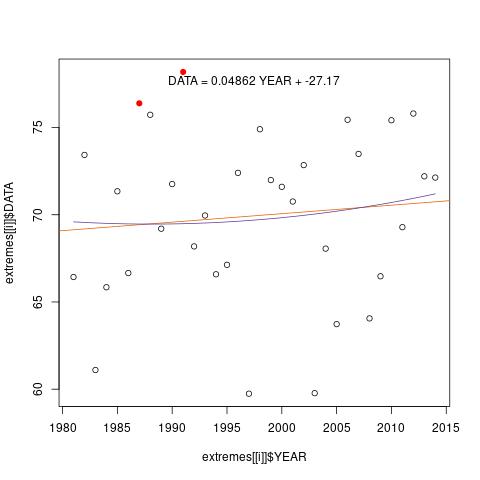 DATA = 0.04862 YEAR + -27.17
75
70
65
60
extremes[[i]]$DATA
1980 1985 1990 1995 2000 2005 2010 2015
extremes[[i]]$YEAR